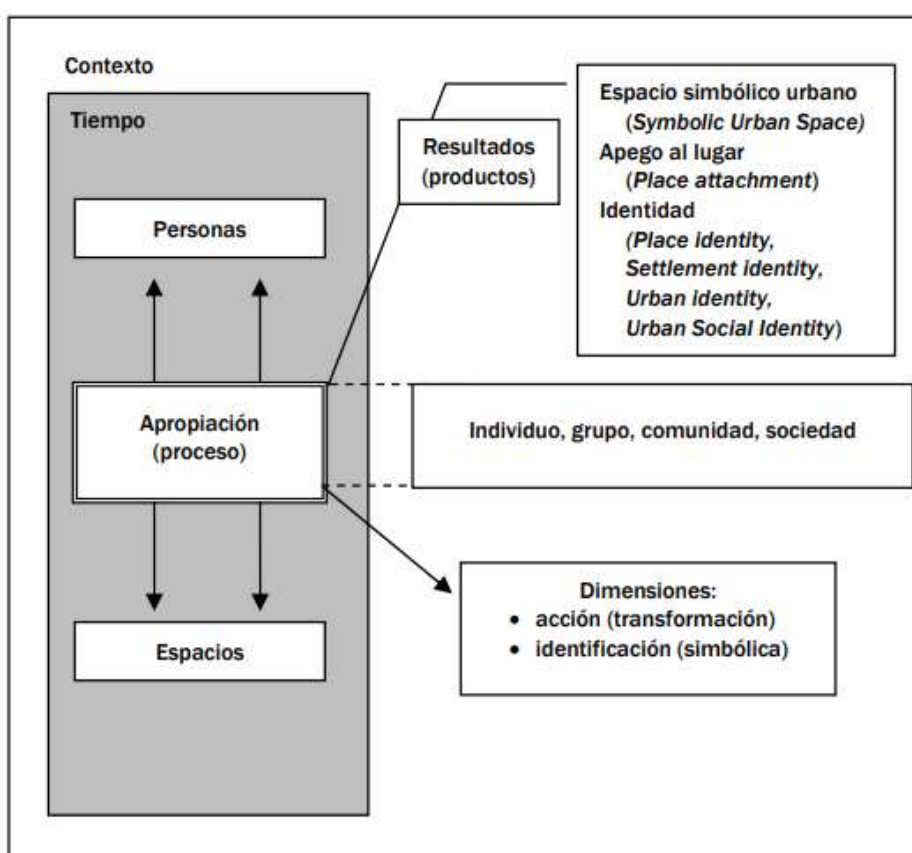 Contexto
Tiempo
Personas
Apropiación
(proceso)
Espacios
Resultados
(productos)
Espacio simbólico urbano
(Symbolic Urban Space)
Apego al lugar
(Place attachment)
Identidad
(Place identity,
Settlement identity,
Urban identity,
Urban Social Identity)
Individuo, grupo, comunidad, sociedad
Dimensiones:
• acción (transformación)
• identificación (simbólica)